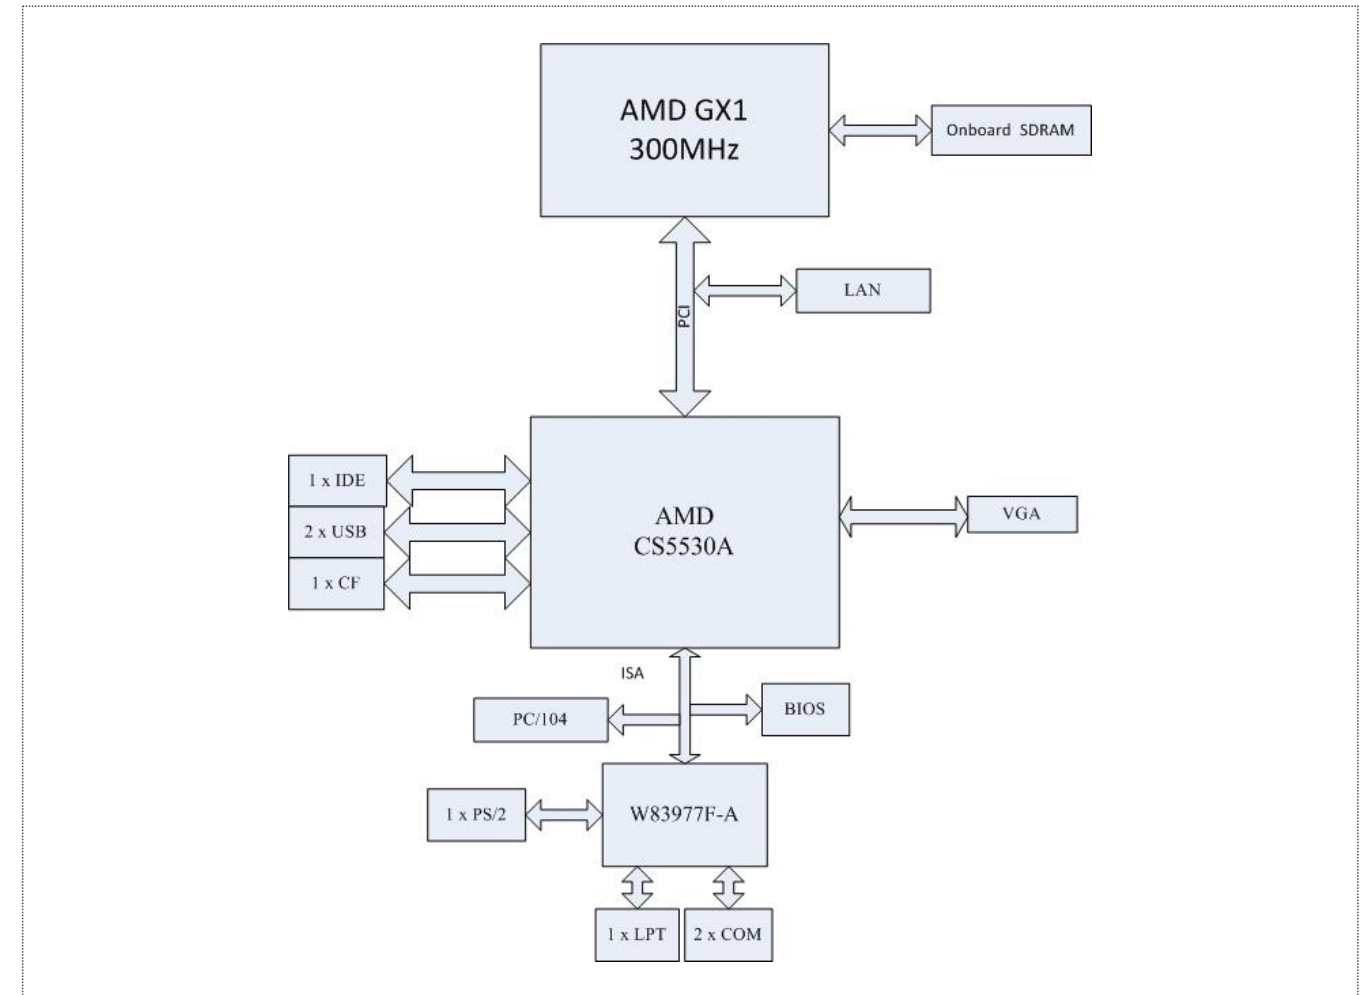 AMD GX1
300MHz
Onboard SDRAM
LAN
PCI
1 x IDE
2 x USB
1 x CF
AMD
CS5530A
VGA
ISA
PC/104
BIOS
1 x PS/2
W83977F-A
1 x LPT
2 x COM